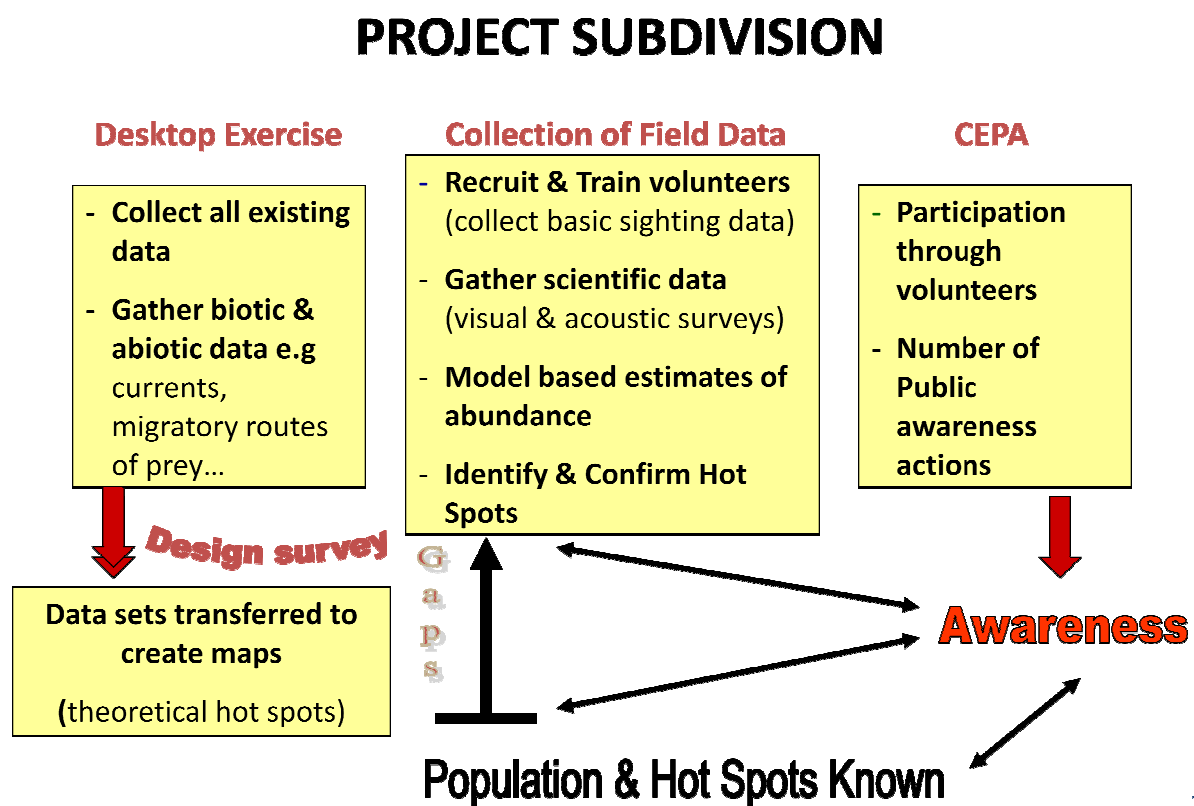 PROJECT SUBDIVISION
Desktop Exercise
- Collect all existing
data
- Gather biotic &
abiotic data e.g
currents,
migratory routes
of prey…
Design survey
Data sets transferred to
create maps
(theoretical hot spots)
Collection of Field Data
- Recruit & Train volunteers
(collect basic sighting data)
- Gather scientific data
(visual & acoustic surveys)
- Model based estimates of
abundance
- Identify & Confirm Hot
Spots
Gaps
CEPA
- Participation
through
volunteers
- Number of
Public
awareness
actions
Awareness
Population & Hot Spots Known